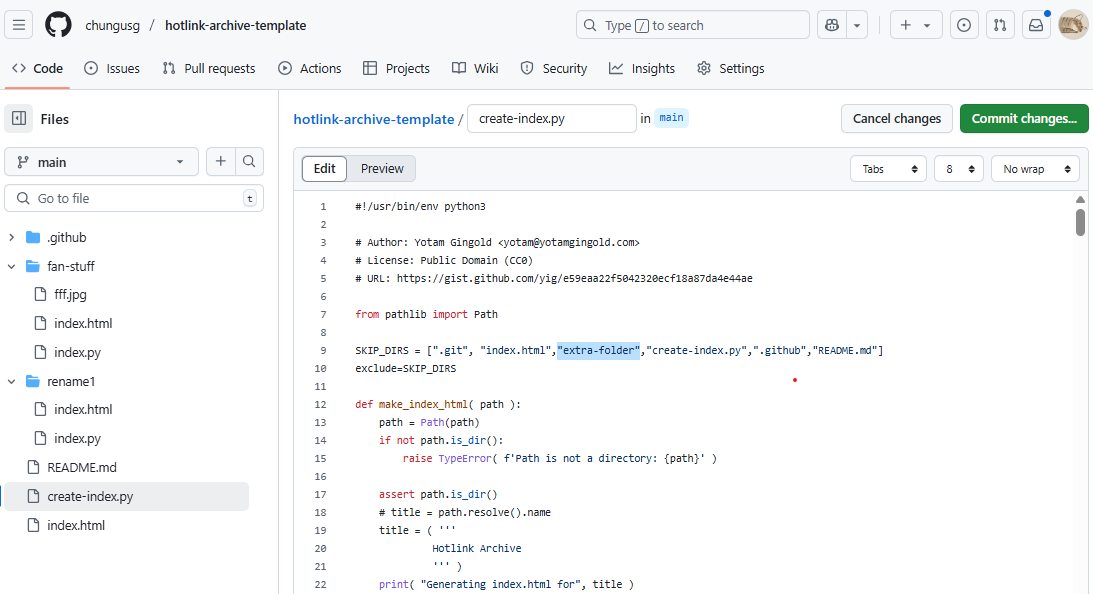 chungusg / hotlink-archive-template
Type / to search
Code Issues Pull requests Actions Projects Wiki Security Insights Settings
Files
hotlink-archive-template / create-index.py in main
Cancel changes Commit changes...
main
Edit Preview
Tabs 8 No wrap
Go to file t
.github
fan-stuff
fff.jpg
index.html
index.py
rename1
index.html
index.py
README.md
create-index.py
index.html
1 #!/usr/bin/env python3
2
3 # Author: Yotam Gingold <yotam@yotamgingold.com>
4 # License: Public Domain (CC0)
5 # URL: https://gist.github.com/yig/e59eaa22f5042320ecf18a87da4e44ae
6
7 from pathlib import Path
8
9 SKIP_DIRS = [".git", "index.html","extra-folder","create-index.py",".github","README.md"]
10 exclude=SKIP_DIRS
11
12 def make_index_html( path ):
13 path = Path(path)
14 if not path.is_dir():
15 raise TypeError( f'Path is not a directory: {path}' )
16
17 assert path.is_dir()
18 # title = path.resolve().name
19 title = ( '''
20 Hotlink Archive
21 ''' )
22 print( "Generating index.html for", title )